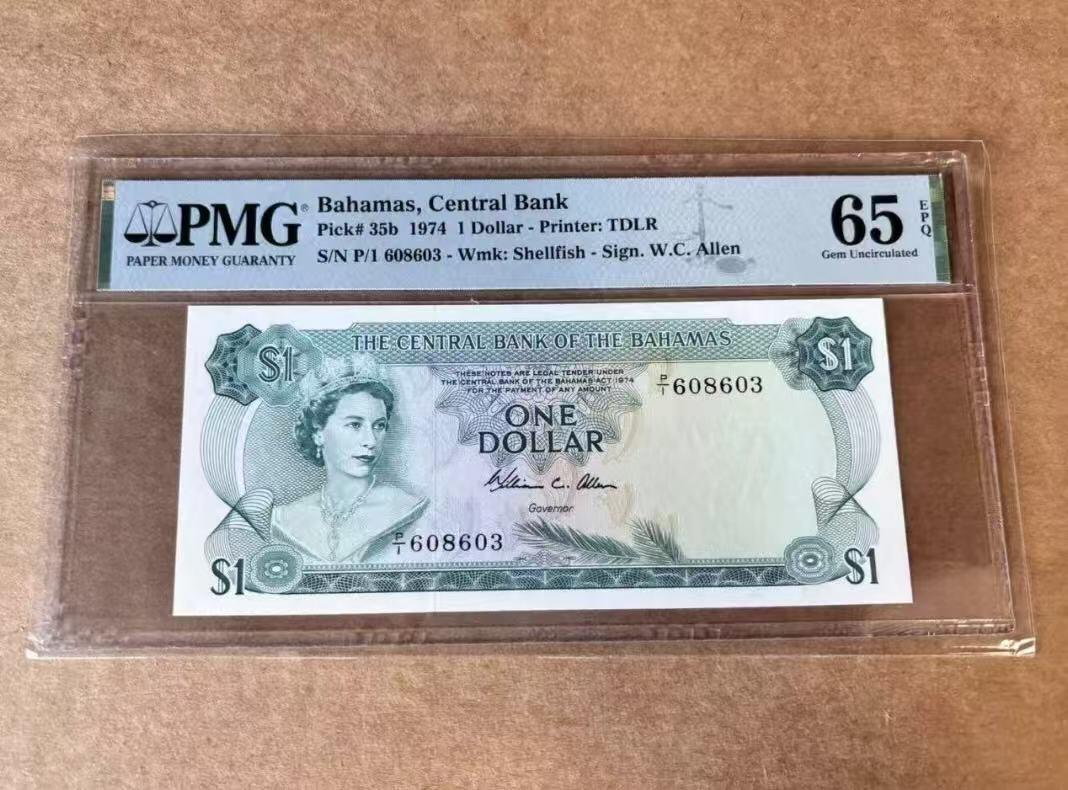 PMG®
PAPER MONEY GUARANTY
Bahamas, Central Bank
Pick# 35b 1974 1 Dollar - Printer: TDLR
S/N P/1 608603 - Wmk: Shellfish - Sign. W.C. Allen
65 EPQ
Gem Uncirculated
THE CENTRAL BANK OF THE BAHAMAS
$1
$1
THESE NOTES ARE LEGAL TENDER UNDER
THE CENTRAL BANK OF THE BAHAMAS ACT 1974
FOR THE PAYMENT OF ANY AMOUNT
P/1 608603
ONE
DOLLAR
William C. Allen
Governor
P/1 608603
$1
$1